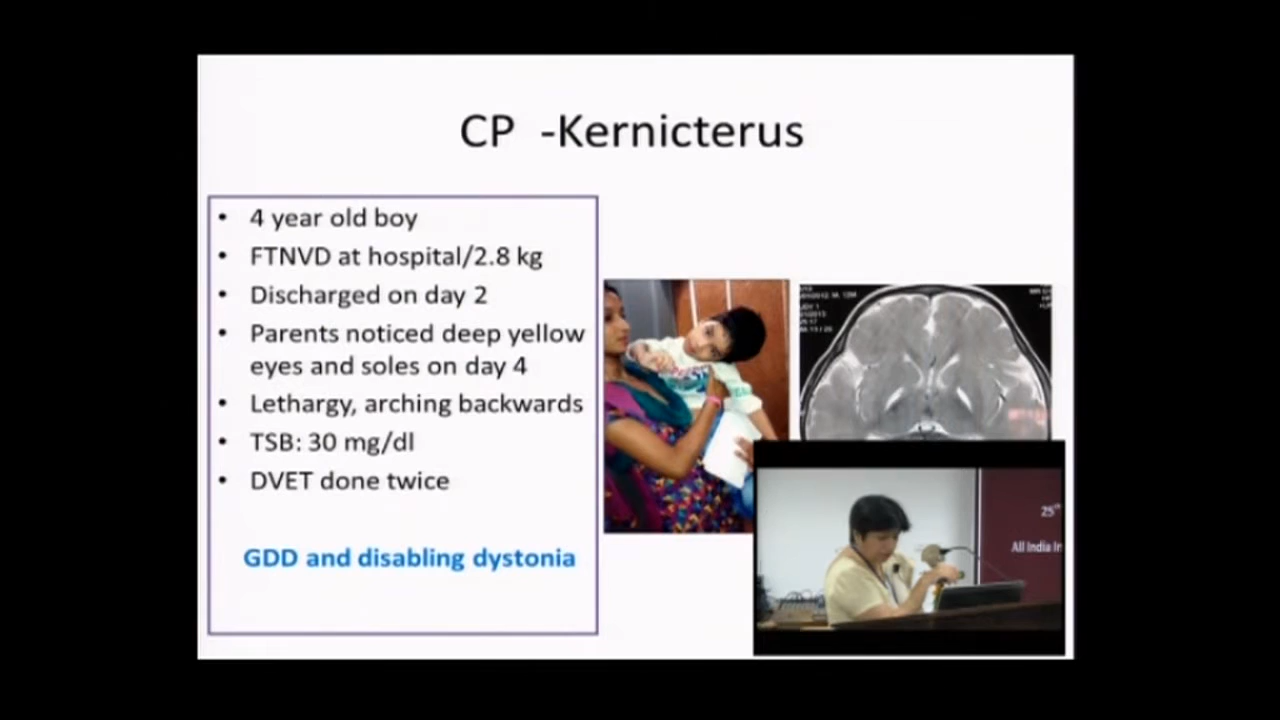 CP -Kernicterus
• 4 year old boy
• FTNVD at hospital/2.8 kg
• Discharged on day 2
• Parents noticed deep yellow
eyes and soles on day 4
• Lethargy, arching backwards
• TSB: 30 mg/dl
• DVET done twice
GDD and disabling dystonia
25th
All India In